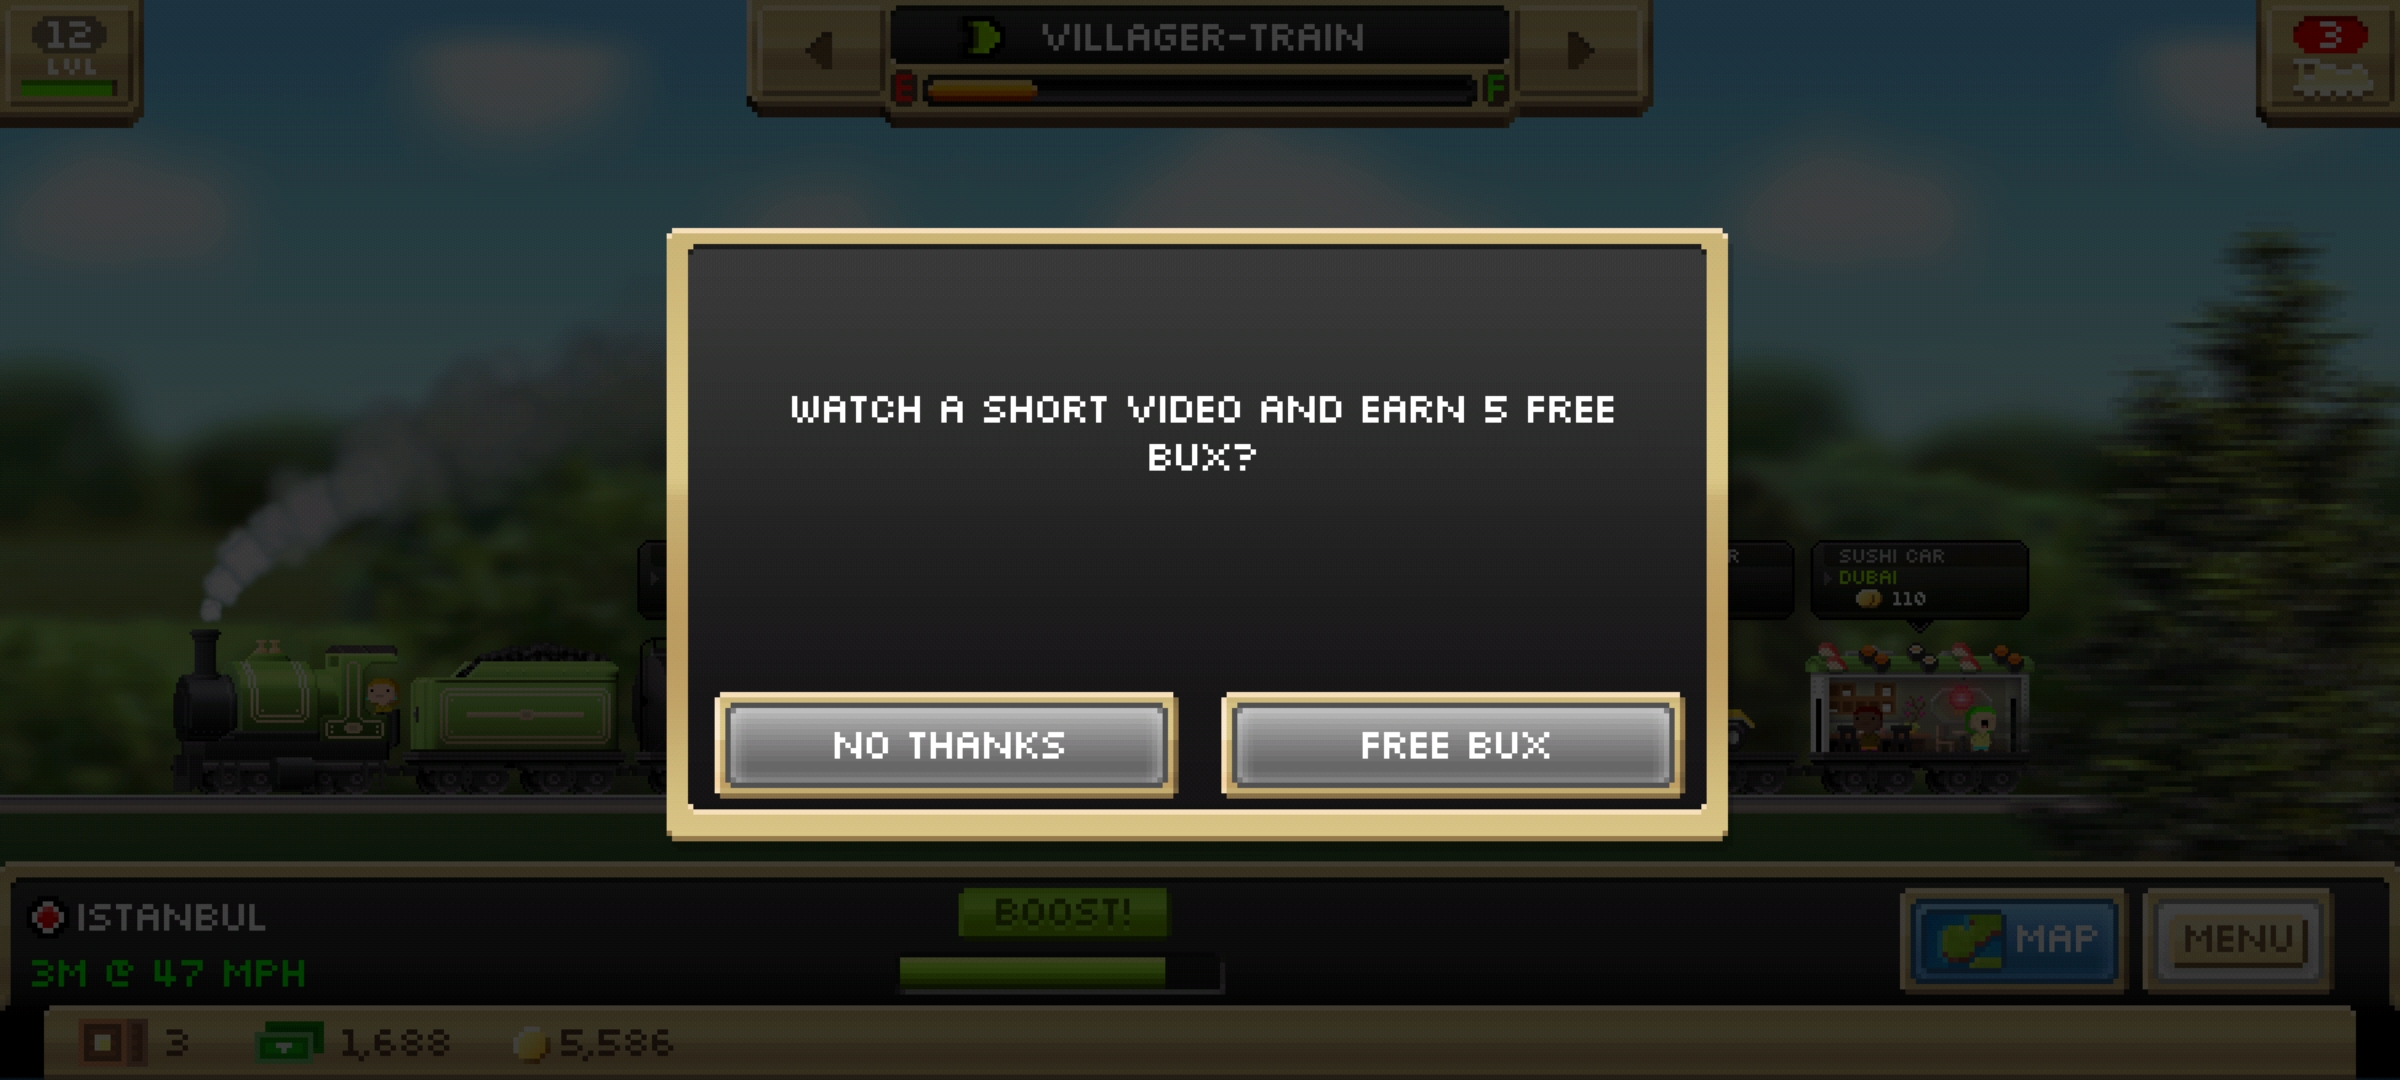 12
LVL
VILLAGER-TRAIN
E F
3
WATCH A SHORT VIDEO AND EARN 5 FREE
BUX?
NO THANKS
FREE BUX
R
SUSHI CAR
DUBAI
110
ISTANBUL
3M @ 47 MPH
BOOST!
MAP
MENU
3
1,688
5,586